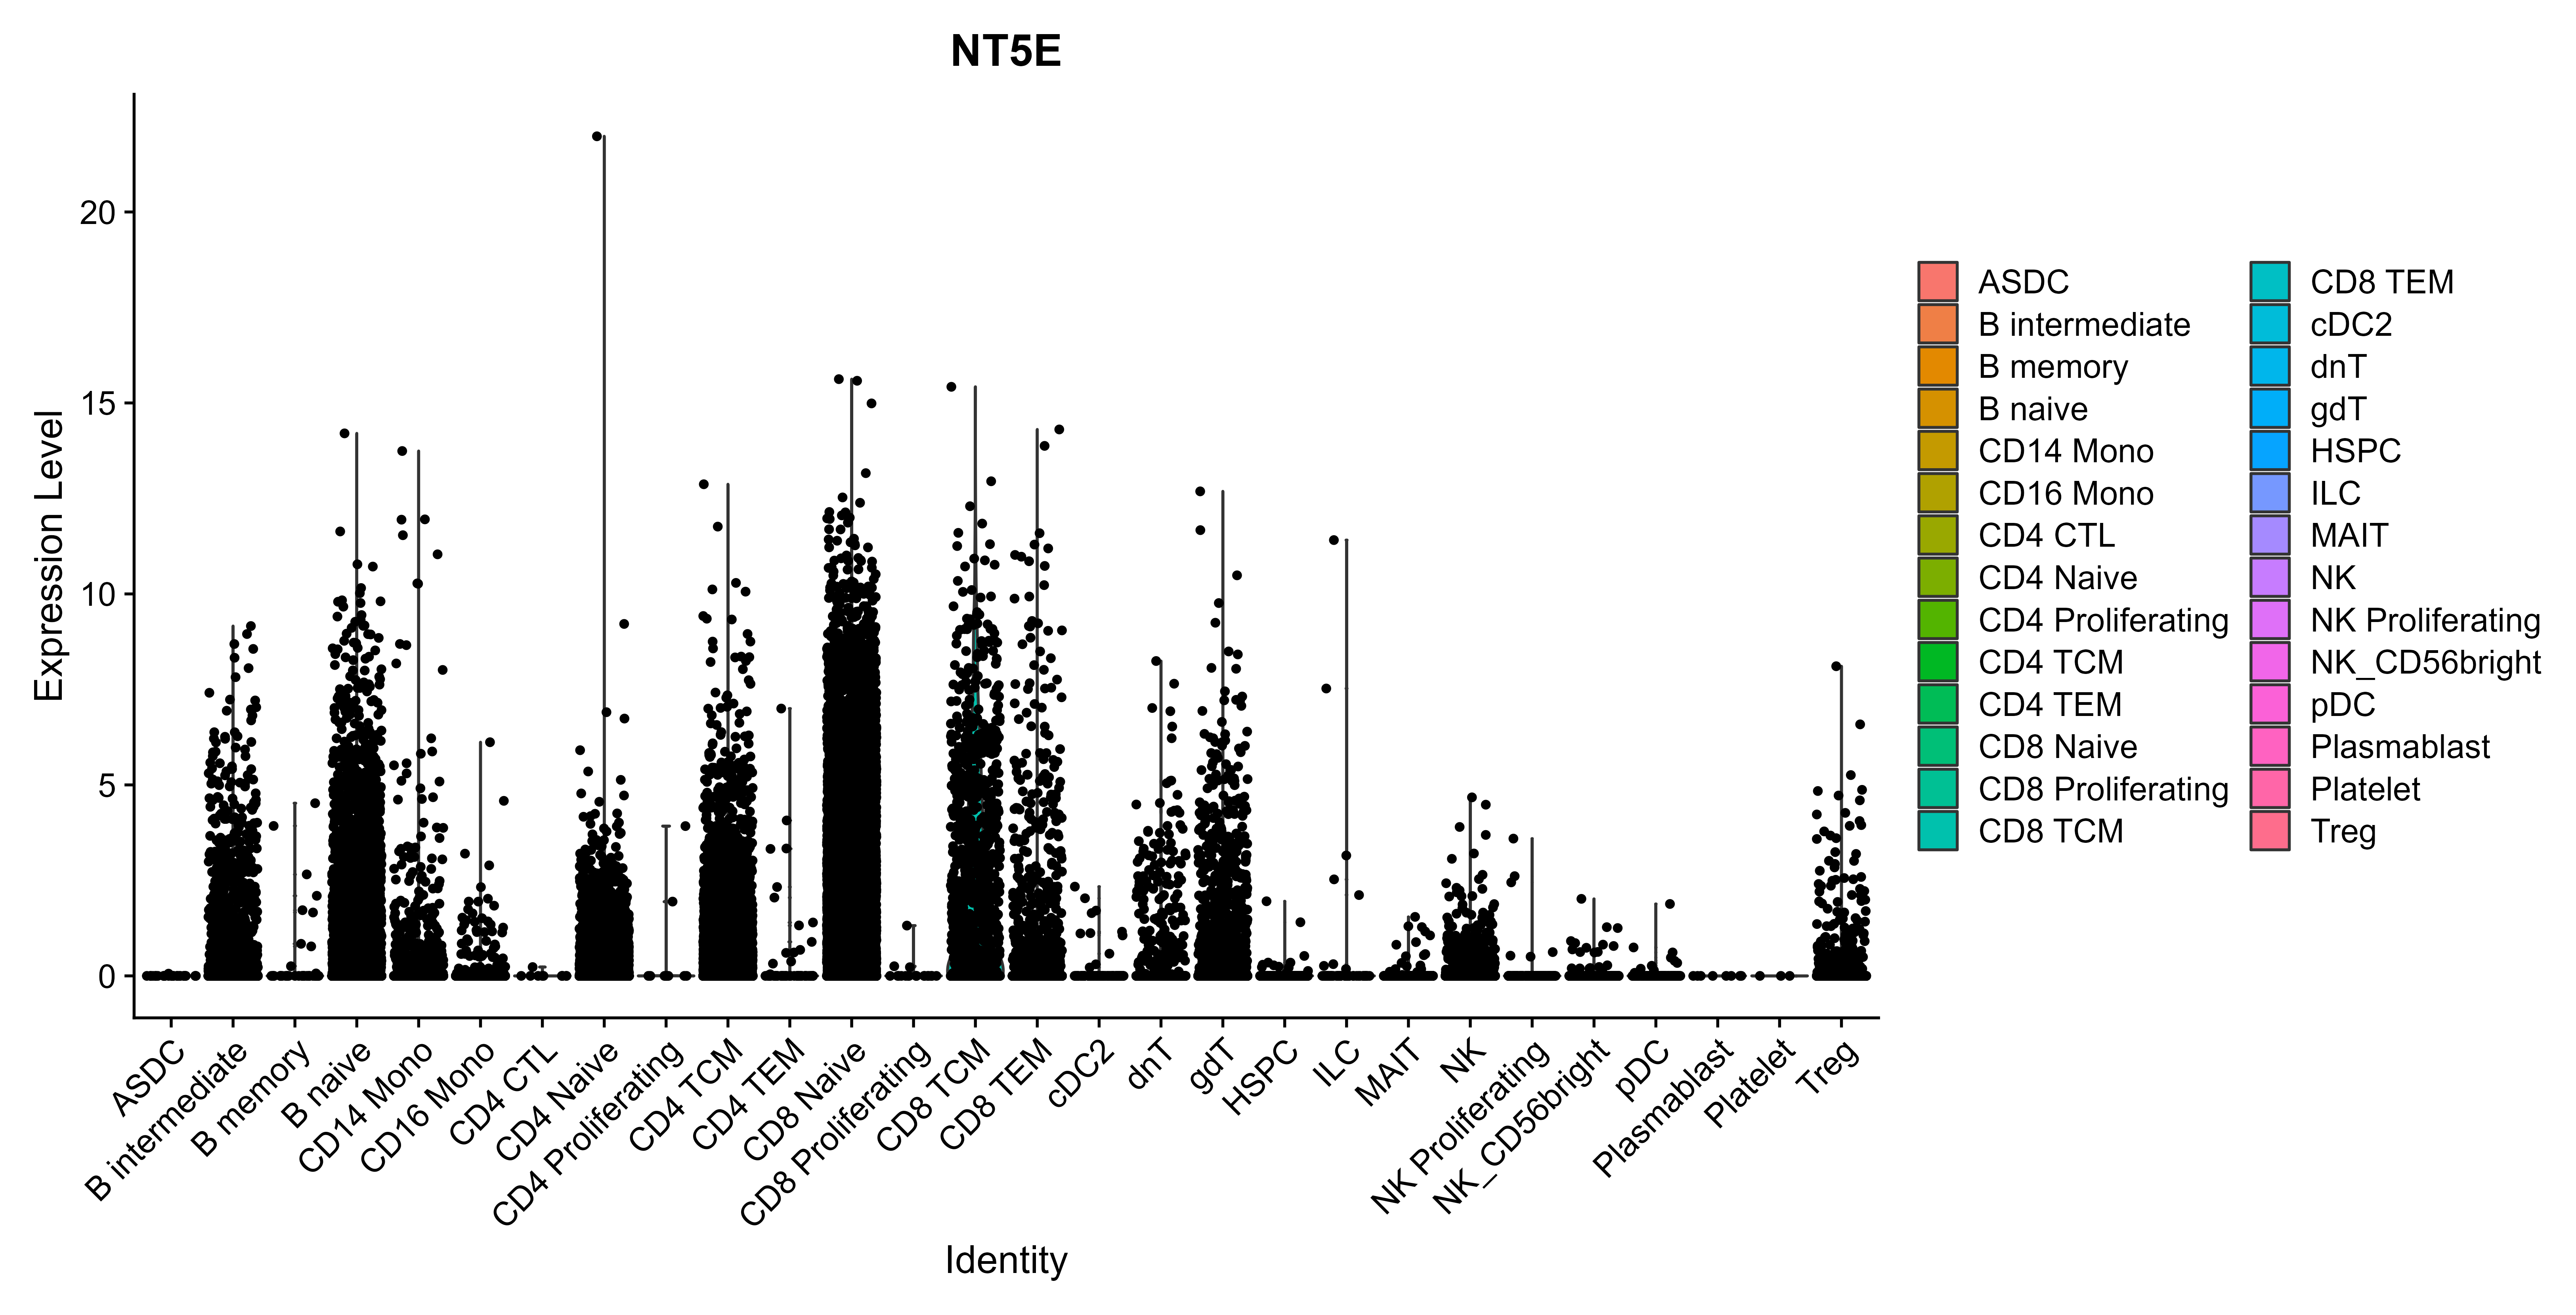 NT5E
Expression Level
20
15
10
5
0
ASDC
B intermediate
B memory
B naive
CD14 Mono
CD16 Mono
CD4 CTL
CD4 Naive
CD4 Proliferating
CD4 TCM
CD4 TEM
CD8 Naive
CD8 Proliferating
CD8 TCM
CD8 TEM
cDC2
dnT
gdT
HSPC
ILC
MAIT
NK
NK Proliferating
NK_CD56bright
pDC
Plasmablast
Platelet
Treg
Identity
ASDC
B intermediate
B memory
B naive
CD14 Mono
CD16 Mono
CD4 CTL
CD4 Naive
CD4 Proliferating
CD4 TCM
CD4 TEM
CD8 Naive
CD8 Proliferating
CD8 TCM
CD8 TEM
cDC2
dnT
gdT
HSPC
ILC
MAIT
NK
NK Proliferating
NK_CD56bright
pDC
Plasmablast
Platelet
Treg